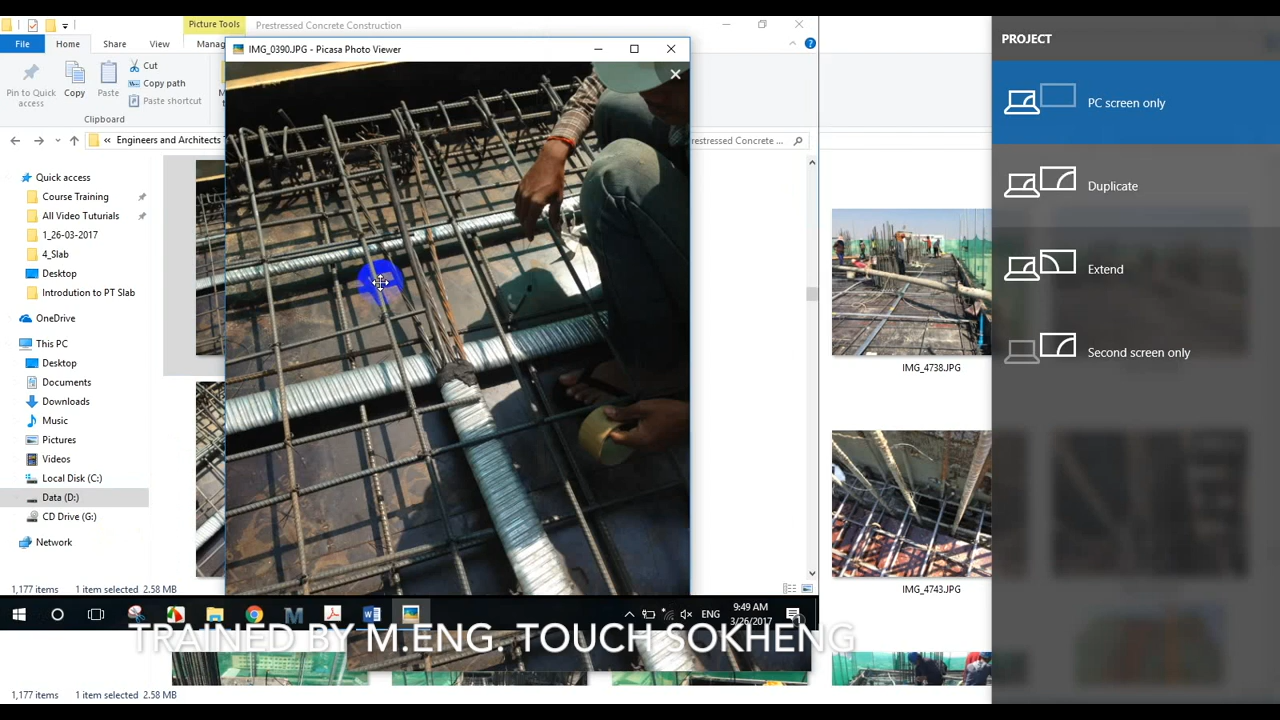 Picture Tools
Prestressed Concrete Construction
File
Home
Share
View
Manag
Pin to Quick access
Copy
Paste
Cut
Copy path
Paste shortcut
Clipboard
« Engineers and Architects
restressed Concrete ...
Quick access
Course Training
All Video Tuturials
1_26-03-2017
4_Slab
Desktop
Introdution to PT Slab
OneDrive
This PC
Desktop
Documents
Downloads
Music
Pictures
Videos
Local Disk (C:)
Data (D:)
CD Drive (G:)
Network
1,177 items
1 item selected 2.58 MB
IMG_0390.JPG - Picasa Photo Viewer
IMG_4738.JPG
IMG_4743.JPG
PROJECT
PC screen only
Duplicate
Extend
Second screen only
ENG
9:49 AM
3/26/2017
TRAINED BY M.ENG. TOUCH SOKHENG
1,177 items
1 item selected 2.58 MB